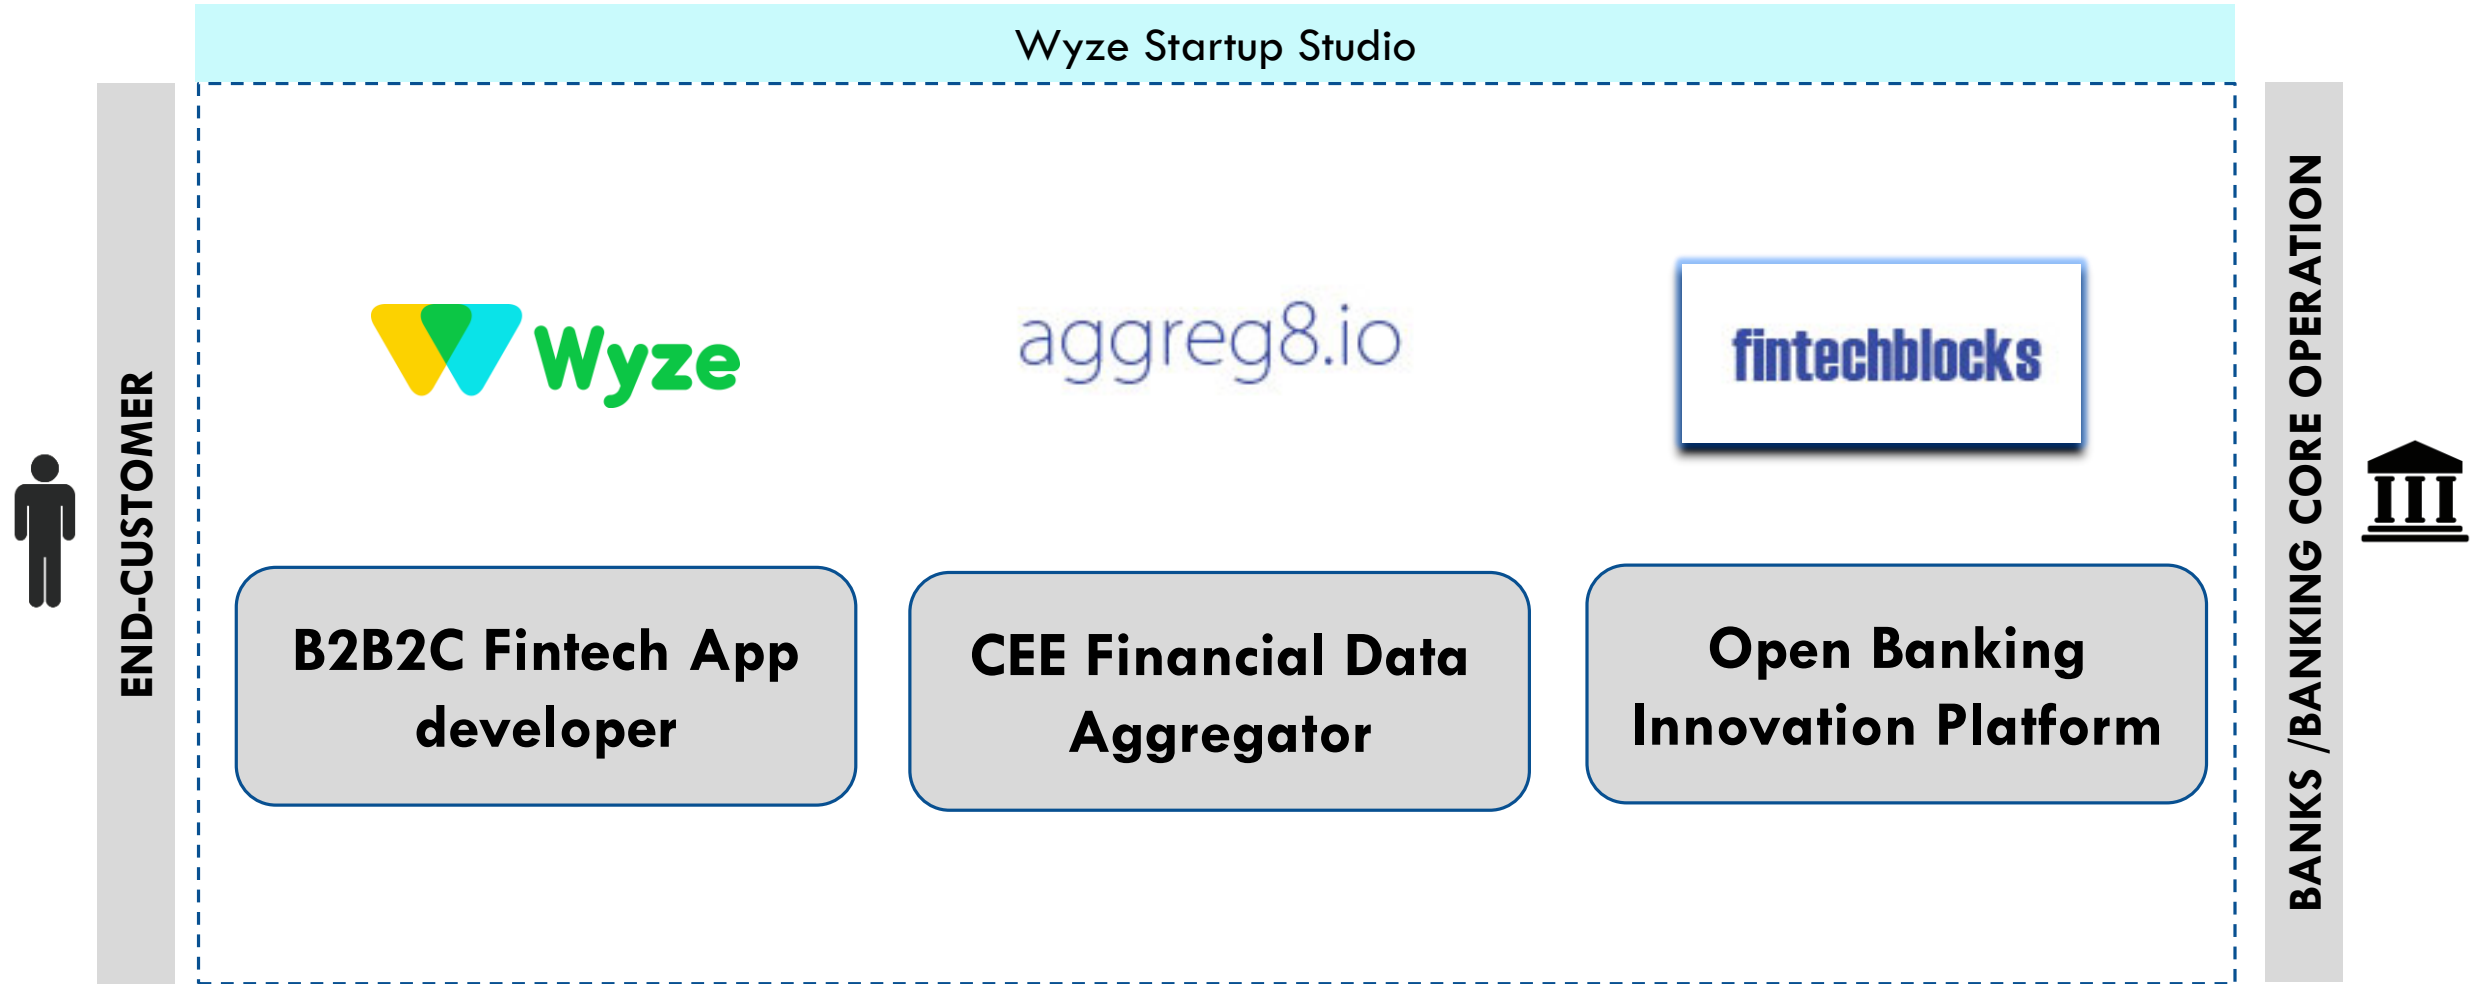 Wyze Startup Studio
END-CUSTOMER
Wyze
aggreg8.io
fintechblocks
B2B2C Fintech App
developer
CEE Financial Data
Aggregator
Open Banking
Innovation Platform
BANKS /BANKING CORE OPERATION